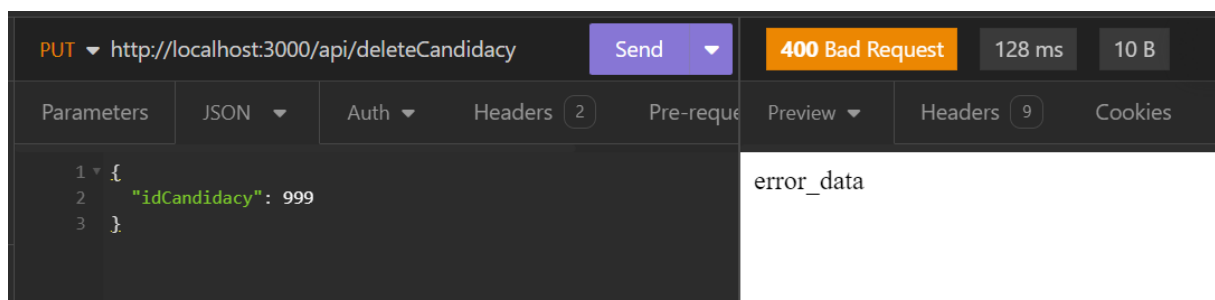 PUT http://localhost:3000/api/deleteCandidacy Send 400 Bad Request 128 ms 10 B
Parameters JSON Auth Headers 2 Pre-reque Preview Headers 9 Cookies
1 {
2 "idCandidacy": 999
3 }
error_data